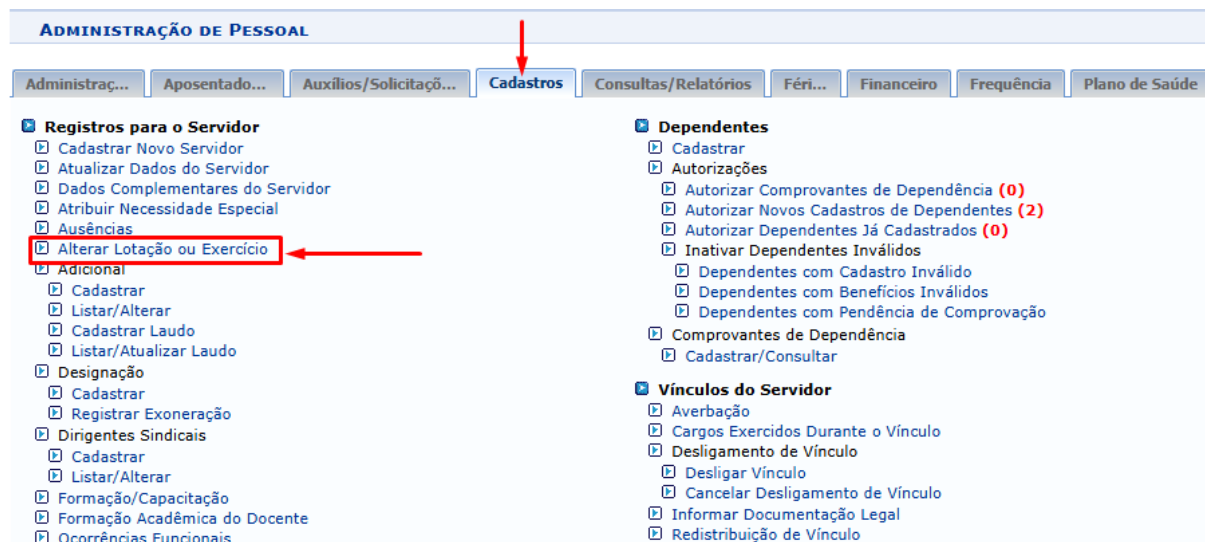 ADMINISTRAÇÃO DE PESSOAL
Administraç... Aposentado... Auxílios/Solicitaçõ... Cadastros Consultas/Relatórios Féri... Financeiro Frequência Plano de Saúde
Registros para o Servidor
Cadastrar Novo Servidor
Atualizar Dados do Servidor
Dados Complementares do Servidor
Atribuir Necessidade Especial
Ausências
Alterar Lotação ou Exercício
Adicional
Cadastrar
Listar/Alterar
Cadastrar Laudo
Listar/Atualizar Laudo
Designação
Cadastrar
Registrar Exoneração
Dirigentes Sindicais
Cadastrar
Listar/Alterar
Formação/Capacitação
Formação Acadêmica do Docente
Ocorrências Funcionais
Dependentes
Cadastrar
Autorizações
Autorizar Comprovantes de Dependência (0)
Autorizar Novos Cadastros de Dependentes (2)
Autorizar Dependentes Já Cadastrados (0)
Inativar Dependentes Inválidos
Dependentes com Cadastro Inválido
Dependentes com Benefícios Inválidos
Dependentes com Pendência de Comprovação
Comprovantes de Dependência
Cadastrar/Consultar
Vínculos do Servidor
Averbação
Cargos Exercidos Durante o Vínculo
Desligamento de Vínculo
Desligar Vínculo
Cancelar Desligamento de Vínculo
Informar Documentação Legal
Redistribuição de Vínculo